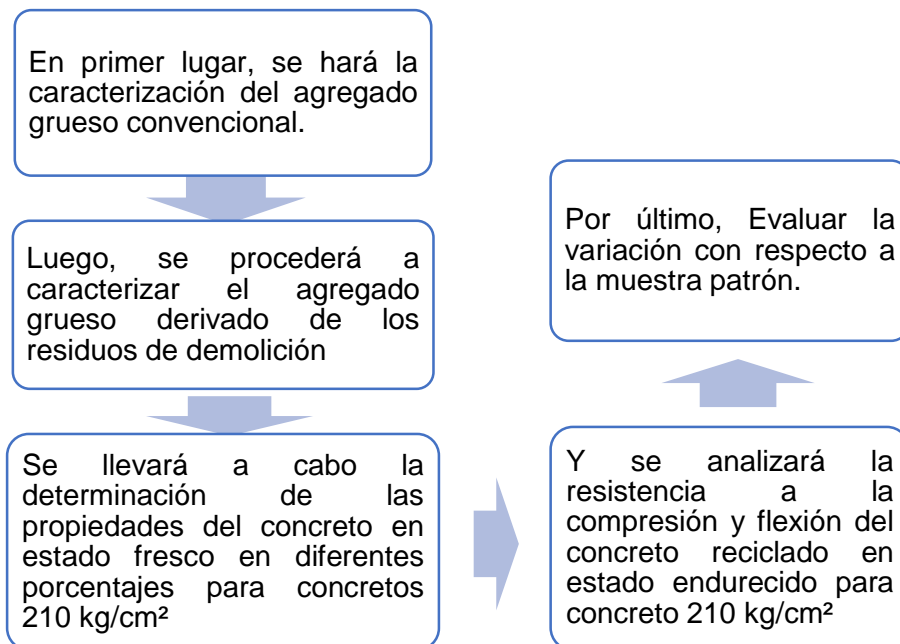 En primer lugar, se hará la
caracterización del agregado
grueso convencional.
Luego, se procederá a
caracterizar el agregado
grueso derivado de los
residuos de demolición
Se llevará a cabo la
determinación de las
propiedades del concreto en
estado fresco en diferentes
porcentajes para concretos
210 kg/cm²
Y se analizará la
resistencia a la
compresión y flexión del
concreto reciclado en
estado endurecido para
concreto 210 kg/cm²
Por último, Evaluar la
variación con respecto a
la muestra patrón.